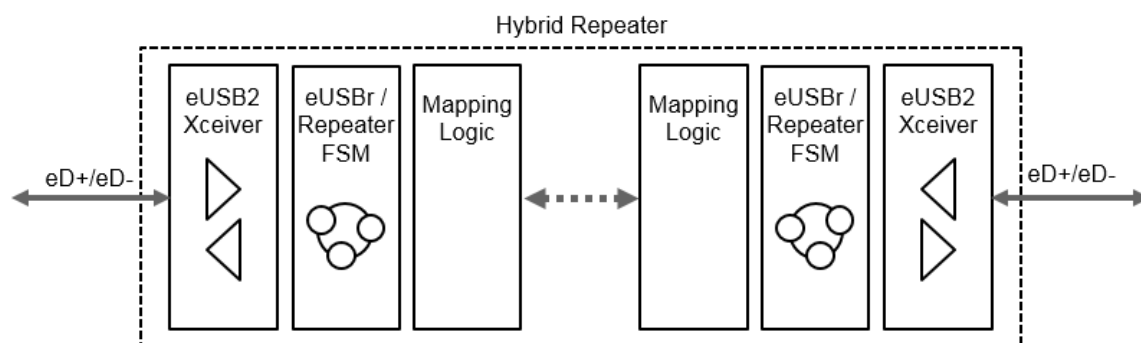 Hybrid Repeater
eUSB2
Xceiver
eUSBr /
Repeater
FSM
Mapping
Logic
Mapping
Logic
eUSBr /
Repeater
FSM
eUSB2
Xceiver
eD+/eD-
eD+/eD-